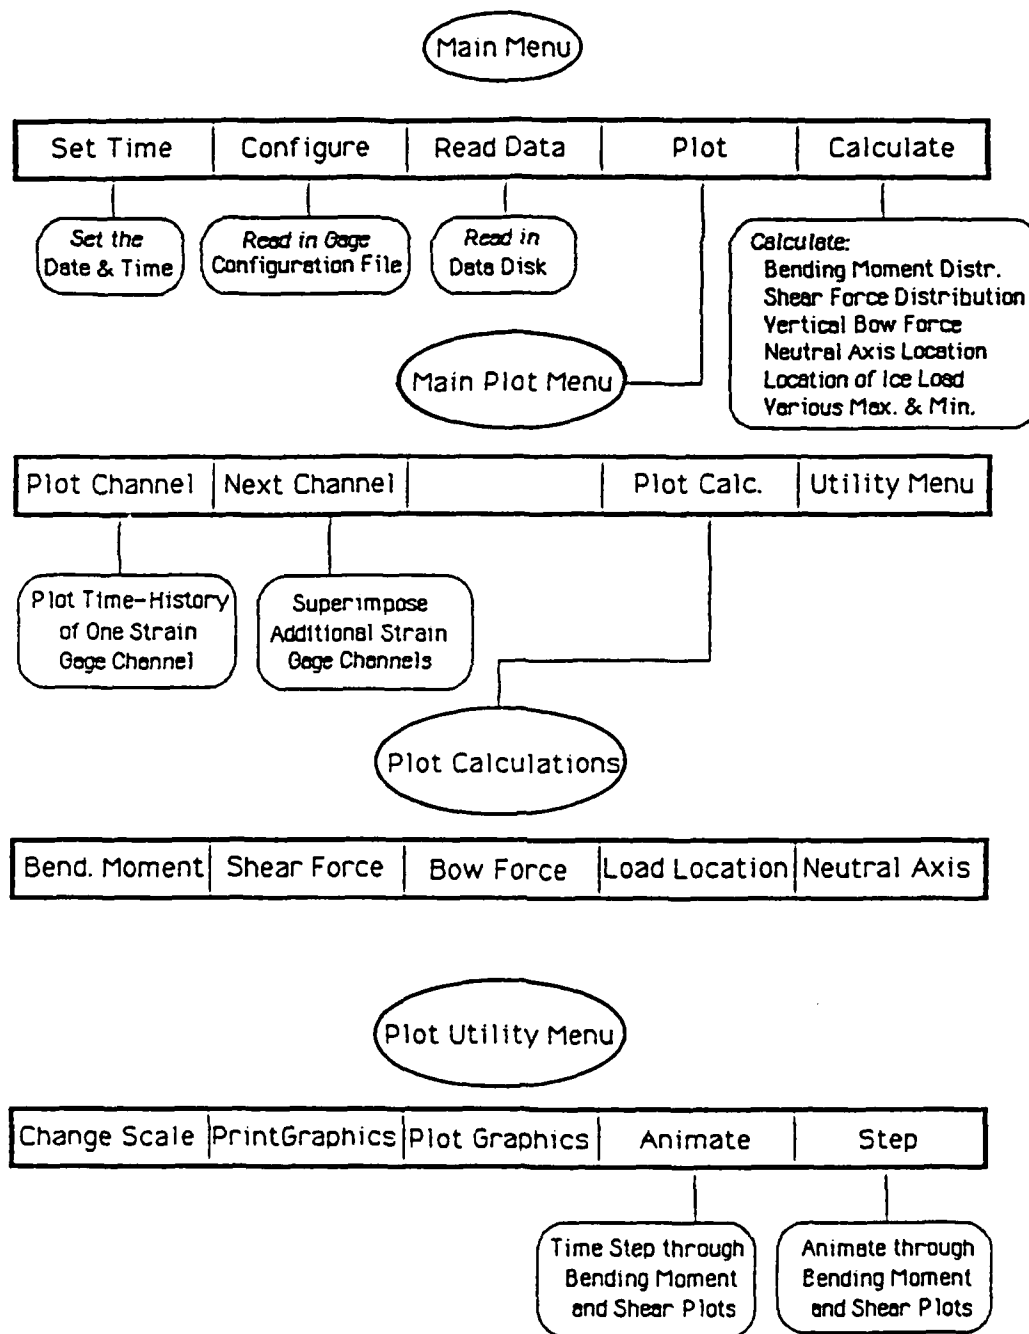 Main Menu
Set Time Configure Read Data Plot Calculate
Set the
Date & Time
Read in Gage
Configuration File
Read in
Data Disk
Calculate:
Bending Moment Distr.
Shear Force Distribution
Vertical Bow Force
Neutral Axis Location
Location of Ice Load
Various Max. & Min.
Main Plot Menu
Plot Channel Next Channel Plot Calc. Utility Menu
Plot Time-History
of One Strain
Gage Channel
Superimpose
Additional Strain
Gage Channels
Plot Calculations
Bend. Moment Shear Force Bow Force Load Location Neutral Axis
Plot Utility Menu
Change Scale PrintGraphics Plot Graphics Animate Step
Time Step through
Bending Moment
and Shear Plots
Animate through
Bending Moment
and Shear Plots